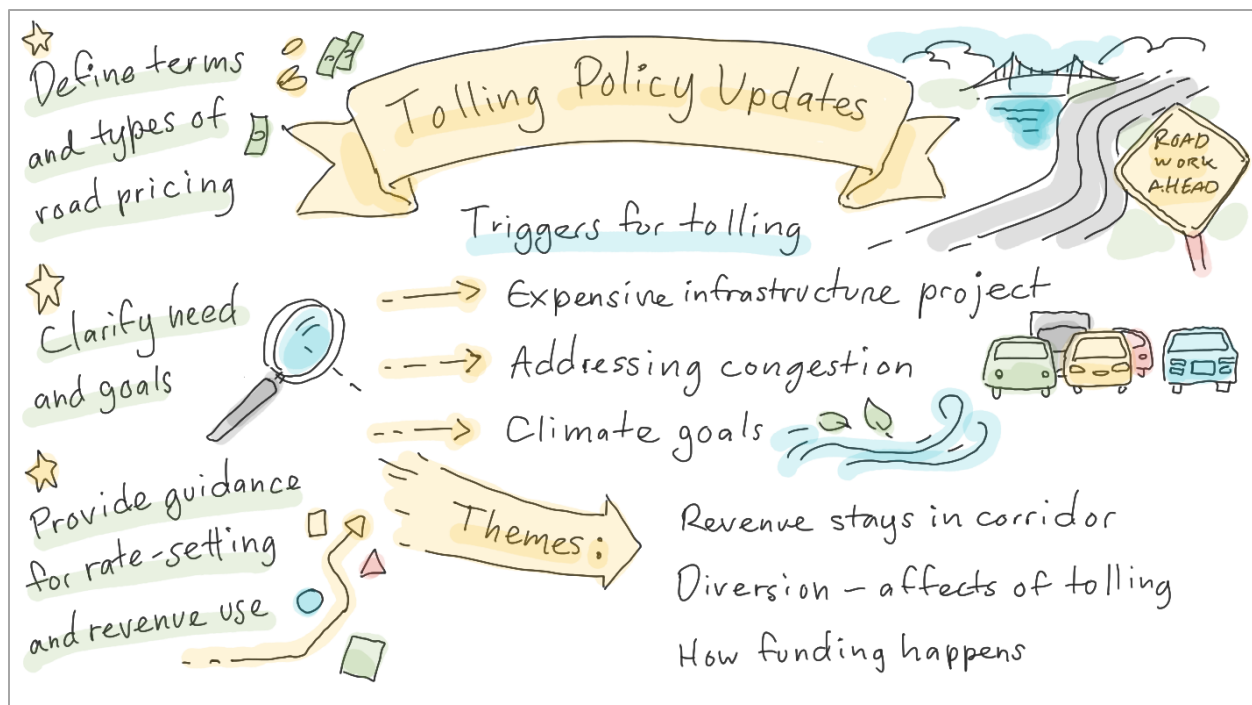 Tolling Policy Updates
Define terms
and types of
road pricing
Clarify need
and goals
Provide guidance
for rate-setting
and revenue use
ROAD
WORK
AHEAD
Triggers for tolling
Expensive infrastructure project
Addressing congestion
Climate goals
Themes:
Revenue stays in corridor
Diversion – affects of tolling
How funding happens